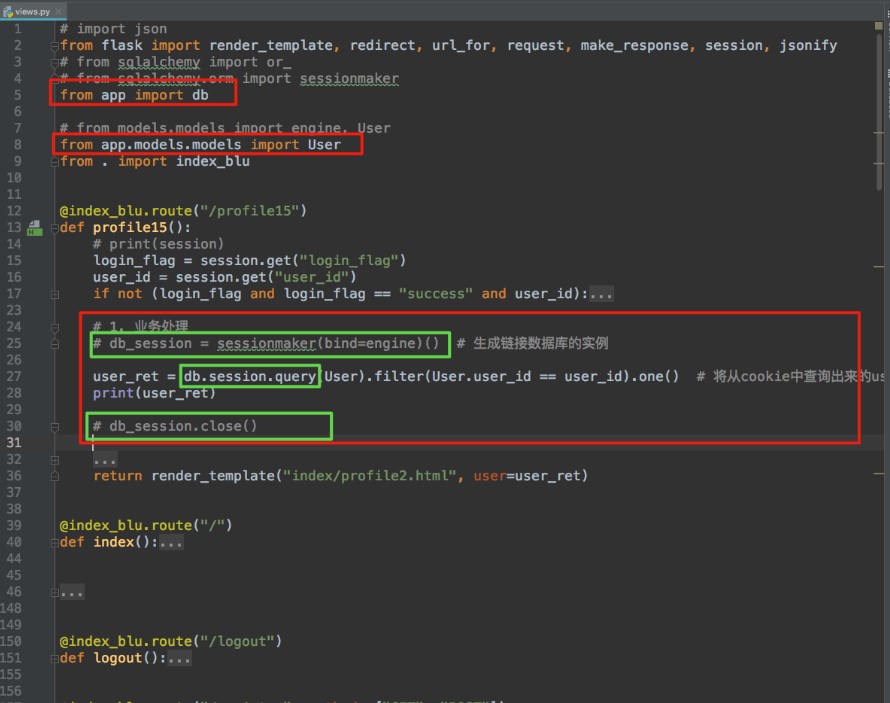 views.py
1 # import json
2 from flask import render_template, redirect, url_for, request, make_response, session, jsonify
3 # from sqlalchemy import or_
4 # from sqlalchemy.orm import sessionmaker
5 from app import db
6
7 # from models.models import engine, User
8 from app.models.models import User
9 from . import index_blu
10
11
12 @index_blu.route("/profile15")
13 def profile15():
14 # print(session)
15 login_flag = session.get("login_flag")
16 user_id = session.get("user_id")
17 if not (login_flag and login_flag == "success" and user_id):...
23
24 # 1. 业务处理
25 # db_session = sessionmaker(bind=engine)() # 生成链接数据库的实例
26
27 user_ret = db.session.query(User).filter(User.user_id == user_id).one() # 将从cookie中查询出来的us
28 print(user_ret)
29
30 # db_session.close()
31
32 ...
36 return render_template("index/profile2.html", user=user_ret)
37
38
39 @index_blu.route("/")
40 def index():...
44
45
46 ...
148
149
150 @index_blu.route("/logout")
151 def logout():...
155
156